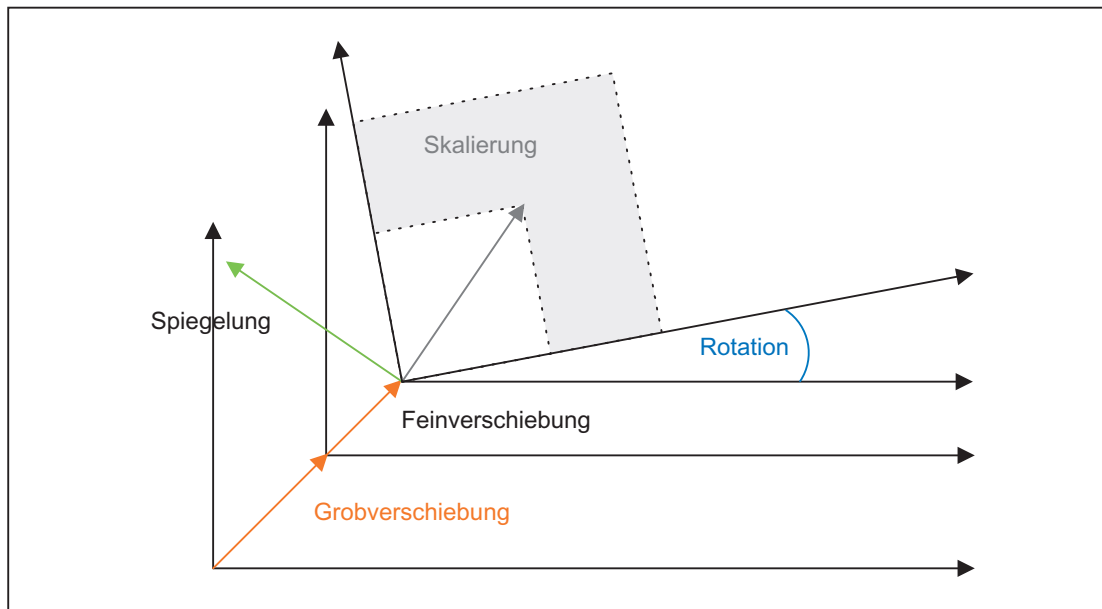 Skalierung
Spiegelung
Rotation
Feinverschiebung
Grobverschiebung